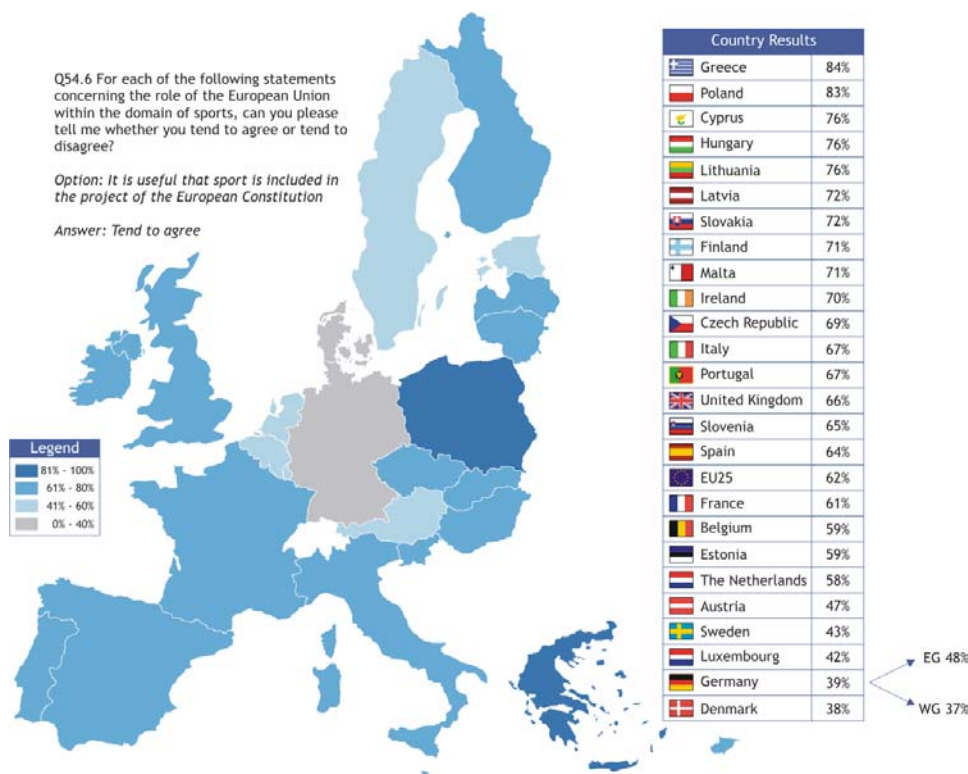 Q54.6 For each of the following statements
concerning the role of the European Union
within the domain of sports, can you please
tell me whether you tend to agree or tend to
disagree?
Option: It is useful that sport is included in
the project of the European Constitution
Answer: Tend to agree
Legend
81% - 100%
61% - 80%
41% - 60%
0% - 40%
Country Results
Greece 84%
Poland 83%
Cyprus 76%
Hungary 76%
Lithuania 76%
Latvia 72%
Slovakia 72%
Finland 71%
Malta 71%
Ireland 70%
Czech Republic 69%
Italy 67%
Portugal 67%
United Kingdom 66%
Slovenia 65%
Spain 64%
EU25 62%
France 61%
Belgium 59%
Estonia 59%
The Netherlands 58%
Austria 47%
Sweden 43%
Luxembourg 42%
Germany 39%
Denmark 38%
EG 48%
WG 37%